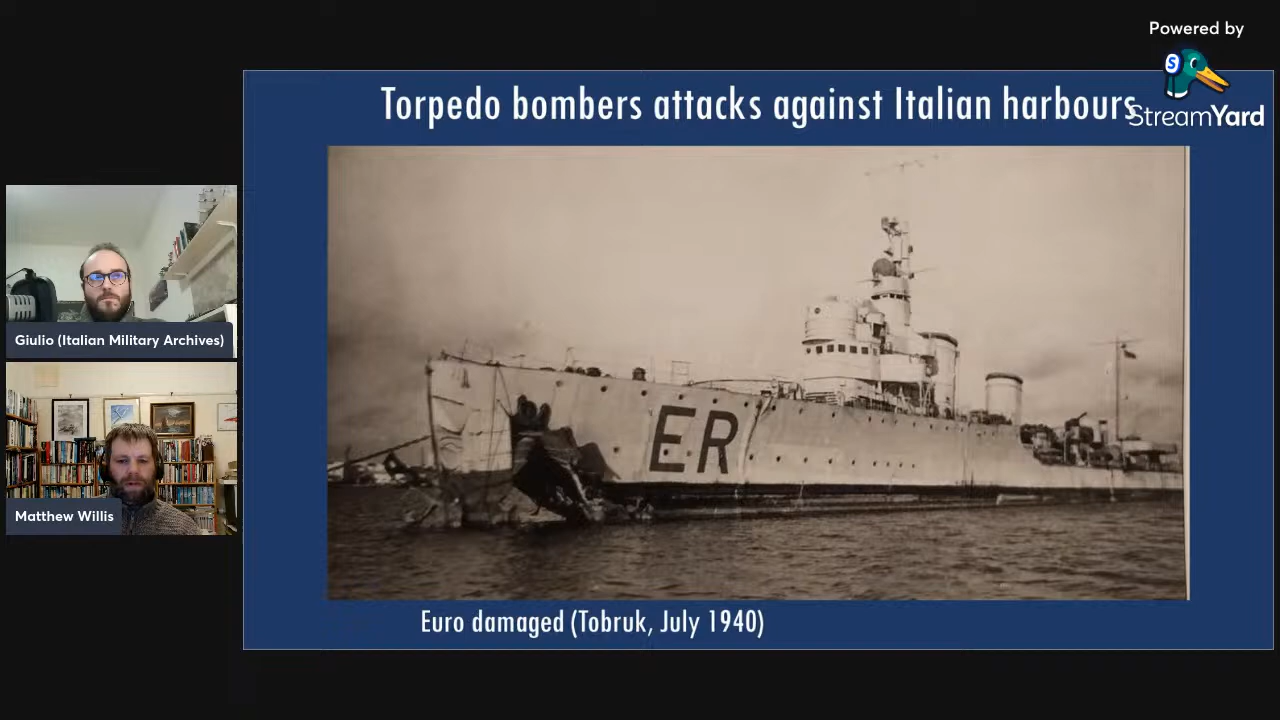 Powered by
StreamYard
Torpedo bombers attacks against Italian harbours
Giulio (Italian Military Archives)
ER
Matthew Willis
Euro damaged (Tobruk, July 1940)